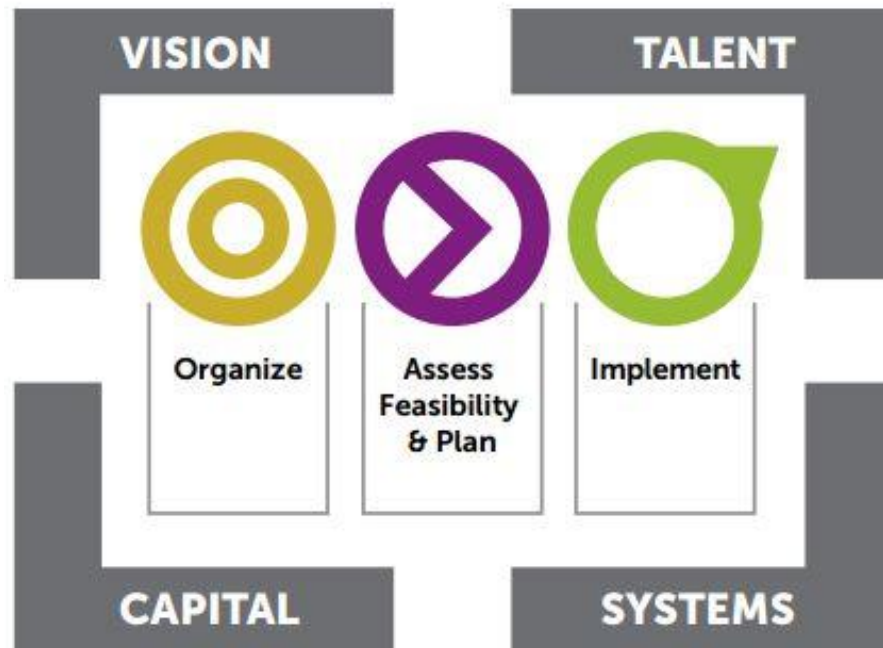 VISION
TALENT
Organize
Assess
Feasibility
& Plan
Implement
CAPITAL
SYSTEMS